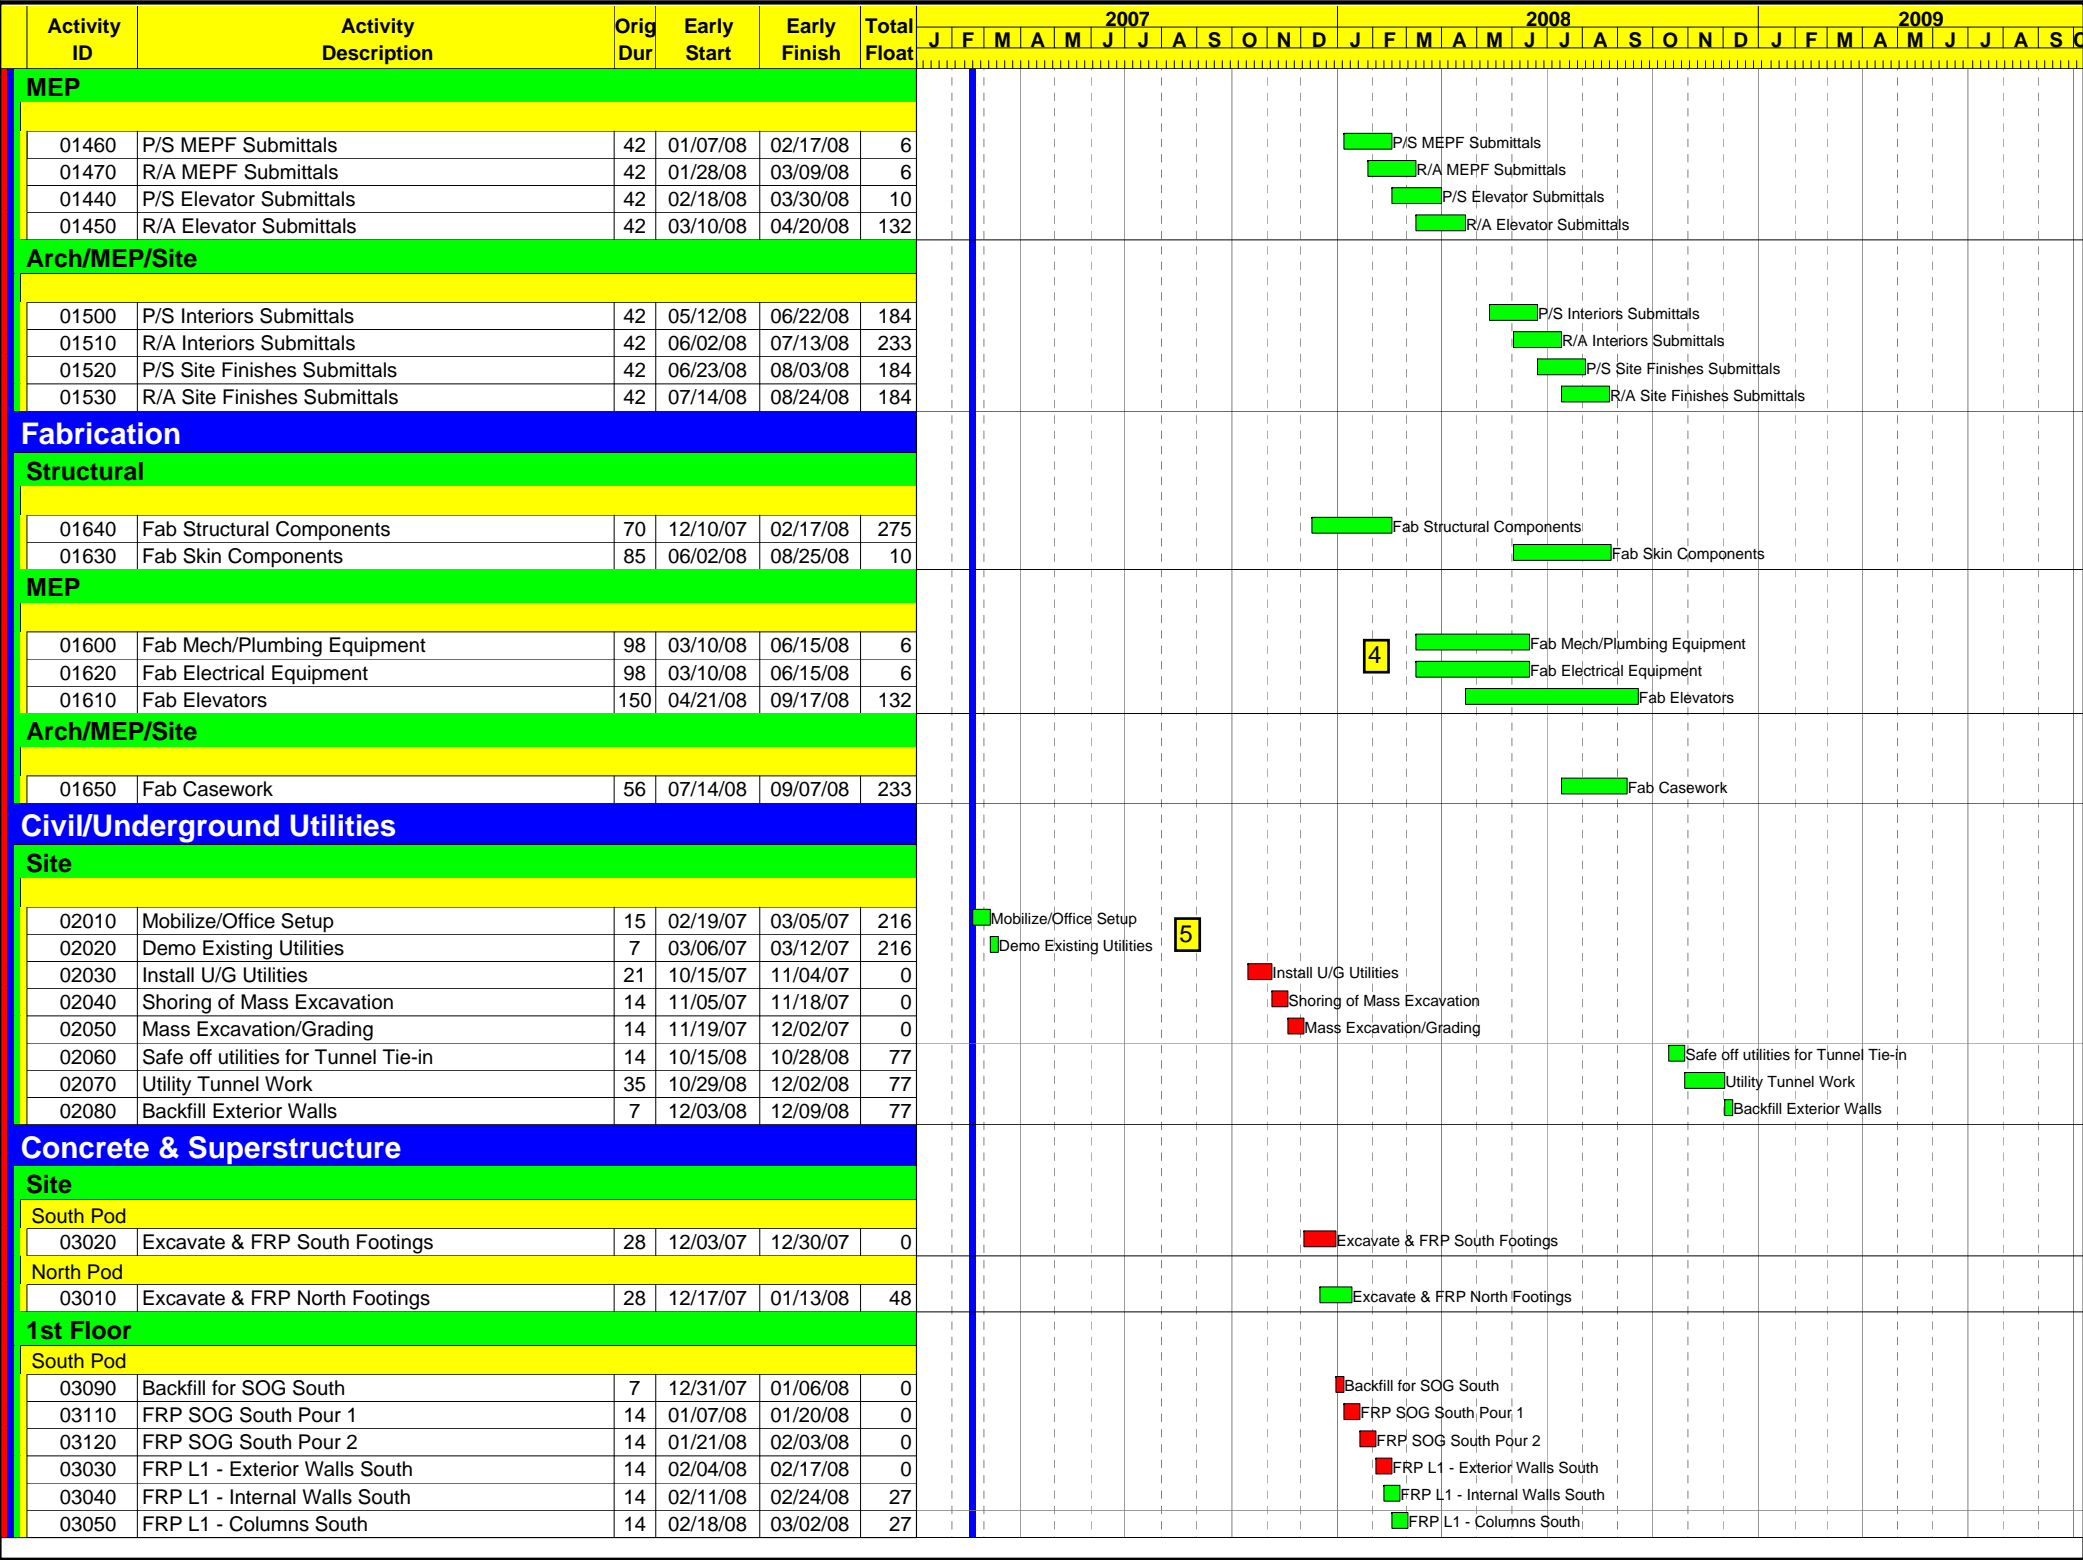 Activity ID Activity Description Orig Dur Early Start Early Finish Total Float
2007 2008 2009
J F M A M J J A S O N D J F M A M J J A S O N D J F M A M J J A S O
MEP
01460 P/S MEPF Submittals 42 01/07/08 02/17/08 6 P/S MEPF Submittals
01470 R/A MEPF Submittals 42 01/28/08 03/09/08 6 R/A MEPF Submittals
01440 P/S Elevator Submittals 42 02/18/08 03/30/08 10 P/S Elevator Submittals
01450 R/A Elevator Submittals 42 03/10/08 04/20/08 132 R/A Elevator Submittals
Arch/MEP/Site
01500 P/S Interiors Submittals 42 05/12/08 06/22/08 184 P/S Interiors Submittals
01510 R/A Interiors Submittals 42 06/02/08 07/13/08 233 R/A Interiors Submittals
01520 P/S Site Finishes Submittals 42 06/23/08 08/03/08 184 P/S Site Finishes Submittals
01530 R/A Site Finishes Submittals 42 07/14/08 08/24/08 184 R/A Site Finishes Submittals
Fabrication
Structural
01640 Fab Structural Components 70 12/10/07 02/17/08 275 Fab Structural Components
01630 Fab Skin Components 85 06/02/08 08/25/08 10 Fab Skin Components
MEP
01600 Fab Mech/Plumbing Equipment 98 03/10/08 06/15/08 6 Fab Mech/Plumbing Equipment
4
01620 Fab Electrical Equipment 98 03/10/08 06/15/08 6 Fab Electrical Equipment
01610 Fab Elevators 150 04/21/08 09/17/08 132 Fab Elevators
Arch/MEP/Site
01650 Fab Casework 56 07/14/08 09/07/08 233 Fab Casework
Civil/Underground Utilities
Site
02010 Mobilize/Office Setup 15 02/19/07 03/05/07 216 Mobilize/Office Setup
5
02020 Demo Existing Utilities 7 03/06/07 03/12/07 216 Demo Existing Utilities
02030 Install U/G Utilities 21 10/15/07 11/04/07 0 Install U/G Utilities
02040 Shoring of Mass Excavation 14 11/05/07 11/18/07 0 Shoring of Mass Excavation
02050 Mass Excavation/Grading 14 11/19/07 12/02/07 0 Mass Excavation/Grading
02060 Safe off utilities for Tunnel Tie-in 14 10/15/08 10/28/08 77 Safe off utilities for Tunnel Tie-in
02070 Utility Tunnel Work 35 10/29/08 12/02/08 77 Utility Tunnel Work
02080 Backfill Exterior Walls 7 12/03/08 12/09/08 77 Backfill Exterior Walls
Concrete & Superstructure
Site
South Pod
03020 Excavate & FRP South Footings 28 12/03/07 12/30/07 0 Excavate & FRP South Footings
North Pod
03010 Excavate & FRP North Footings 28 12/17/07 01/13/08 48 Excavate & FRP North Footings
1st Floor
South Pod
03090 Backfill for SOG South 7 12/31/07 01/06/08 0 Backfill for SOG South
03110 FRP SOG South Pour 1 14 01/07/08 01/20/08 0 FRP SOG South Pour 1
03120 FRP SOG South Pour 2 14 01/21/08 02/03/08 0 FRP SOG South Pour 2
03030 FRP L1 - Exterior Walls South 14 02/04/08 02/17/08 0 FRP L1 - Exterior Walls South
03040 FRP L1 - Internal Walls South 14 02/11/08 02/24/08 27 FRP L1 - Internal Walls South
03050 FRP L1 - Columns South 14 02/18/08 03/02/08 27 FRP L1 - Columns South